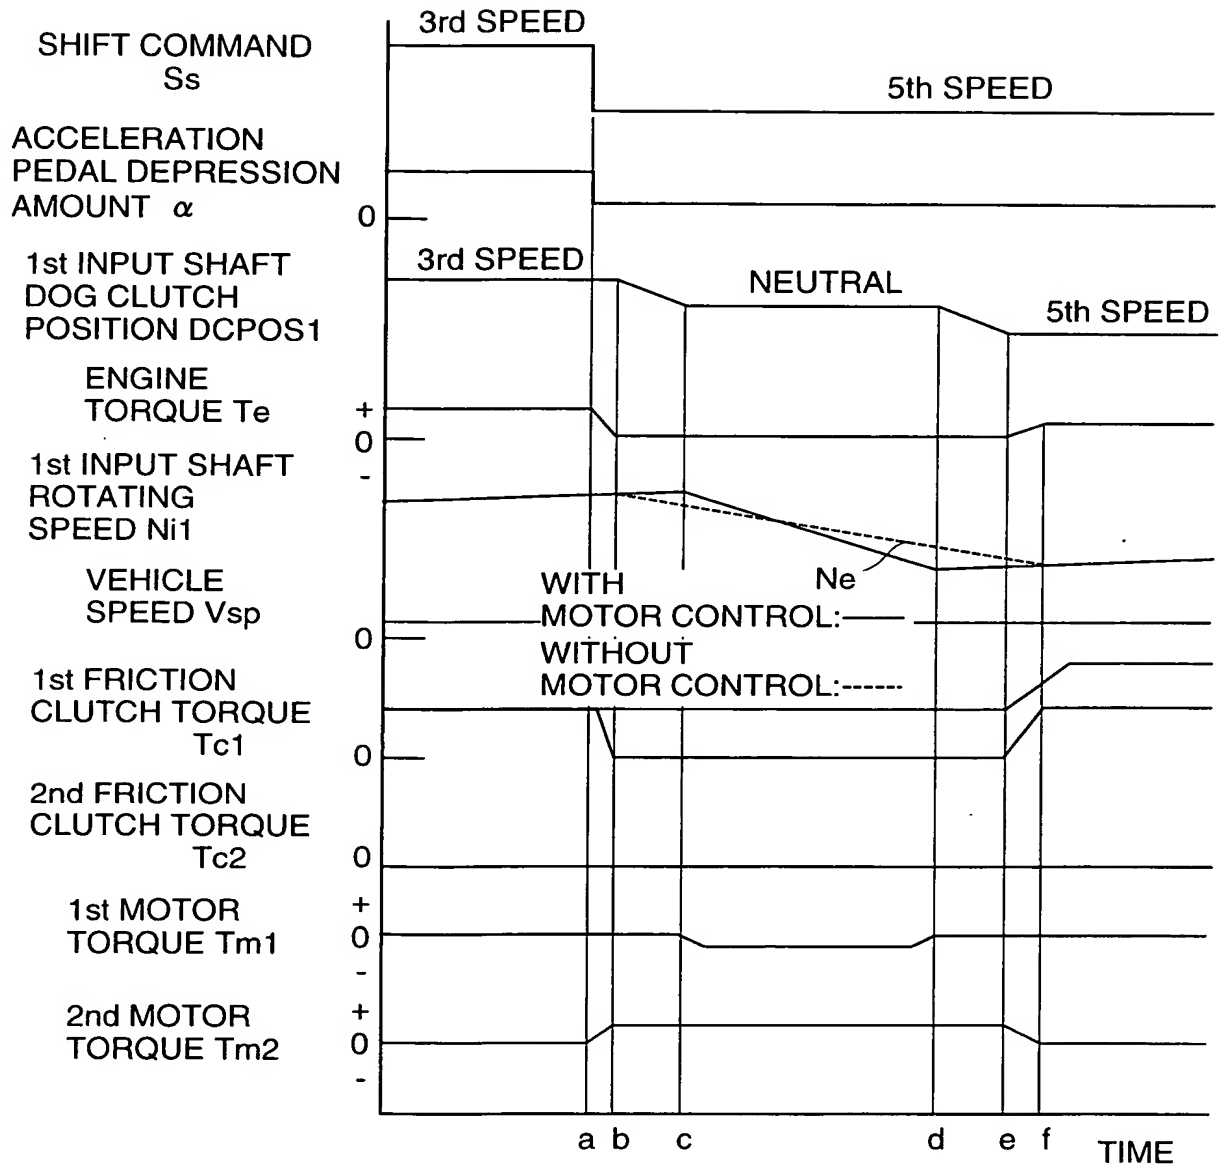 3rd SPEED
SHIFT COMMAND
Ss
5th SPEED
ACCELERATION
PEDAL DEPRESSION
AMOUNT α
0
1st INPUT SHAFT
DOG CLUTCH
POSITION DCPOS1
3rd SPEED
NEUTRAL
5th SPEED
ENGINE
TORQUE Te
+
0
-
1st INPUT SHAFT
ROTATING
SPEED Ni1
Ne
VEHICLE
SPEED Vsp
0
WITH
MOTOR CONTROL:
WITHOUT
MOTOR CONTROL:
1st FRICTION
CLUTCH TORQUE
Tc1
0
2nd FRICTION
CLUTCH TORQUE
Tc2
0
1st MOTOR
TORQUE Tm1
+
0
-
2nd MOTOR
TORQUE Tm2
+
0
-
a b c d e f TIME